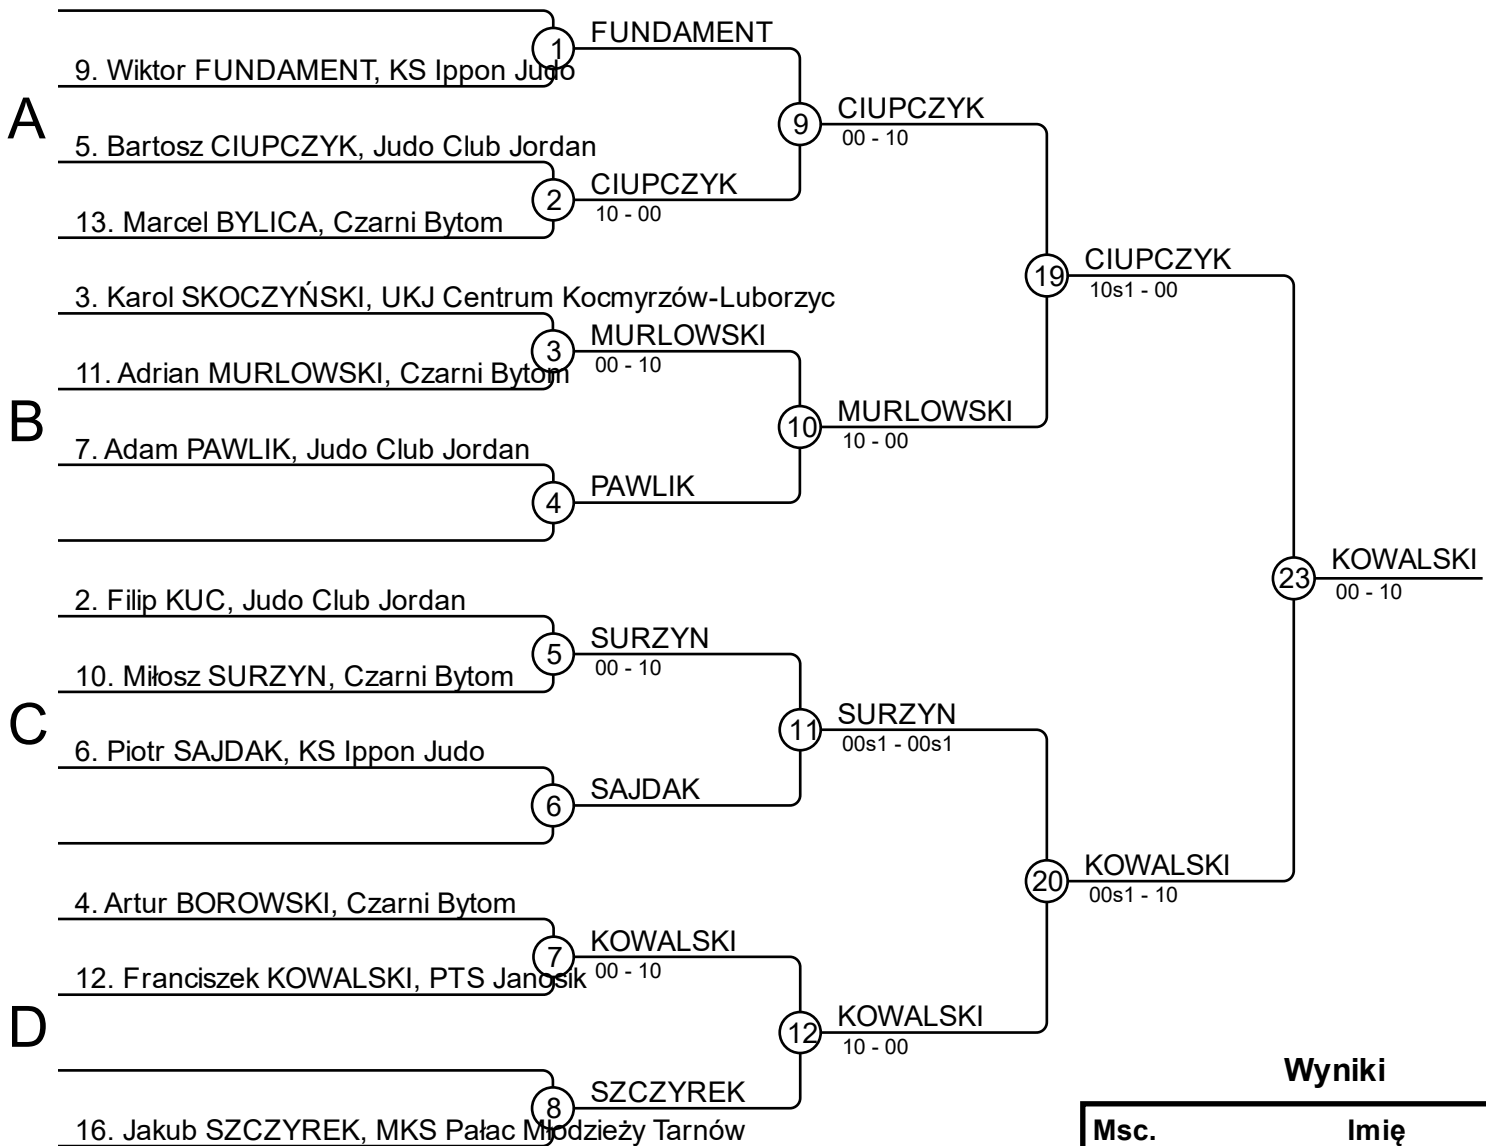 1
FUNDAMENT
9. Wiktor FUNDAMENT, KS Ippon Judo
A
9
CIUPCZYK
00 - 10
5. Bartosz CIUPCZYK, Judo Club Jordan
2
CIUPCZYK
10 - 00
13. Marcel BYLICA, Czarni Bytom
19
CIUPCZYK
10s1 - 00
3. Karol SKOCZYŃSKI, UKJ Centrum Kocmyrzów-Luborzyc
3
MURLOWSKI
00 - 10
11. Adrian MURLOWSKI, Czarni Bytom
B
10
MURLOWSKI
10 - 00
7. Adam PAWLIK, Judo Club Jordan
4
PAWLIK
23
KOWALSKI
00 - 10
2. Filip KUC, Judo Club Jordan
5
SURZYN
00 - 10
10. Miłosz SURZYN, Czarni Bytom
C
11
SURZYN
00s1 - 00s1
6. Piotr SAJDAK, KS Ippon Judo
6
SAJDAK
20
KOWALSKI
00s1 - 10
4. Artur BOROWSKI, Czarni Bytom
7
KOWALSKI
00 - 10
12. Franciszek KOWALSKI, PTS Janosik
D
12
KOWALSKI
10 - 00
8
SZCZYREK
16. Jakub SZCZYREK, MKS Pałac Młodzieży Tarnów
Wyniki
Msc. Imię